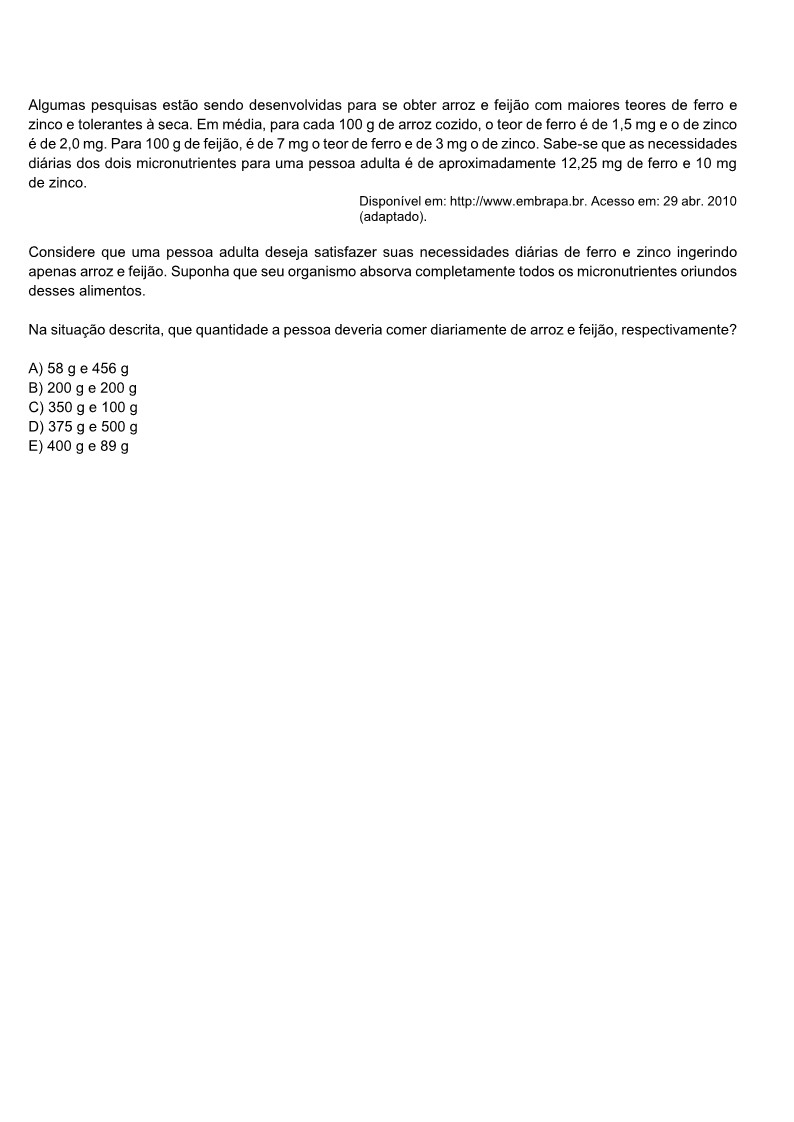 Algumas pesquisas estão sendo desenvolvidas para se obter arroz e feijão com maiores teores de ferro e
zinco e tolerantes à seca. Em média, para cada 100 g de arroz cozido, o teor de ferro é de 1,5 mg e o de zinco
é de 2,0 mg. Para 100 g de feijão, é de 7 mg o teor de ferro e de 3 mg o de zinco. Sabe-se que as necessidades
diárias dos dois micronutrientes para uma pessoa adulta é de aproximadamente 12,25 mg de ferro e 10 mg
de zinco.
Disponível em: http://www.embrapa.br. Acesso em: 29 abr. 2010
(adaptado).
Considere que uma pessoa adulta deseja satisfazer suas necessidades diárias de ferro e zinco ingerindo
apenas arroz e feijão. Suponha que seu organismo absorva completamente todos os micronutrientes oriundos
desses alimentos.
Na situação descrita, que quantidade a pessoa deveria comer diariamente de arroz e feijão, respectivamente?
A) 58 g e 456 g
B) 200 g e 200 g
C) 350 g e 100 g
D) 375 g e 500 g
E) 400 g e 89 g